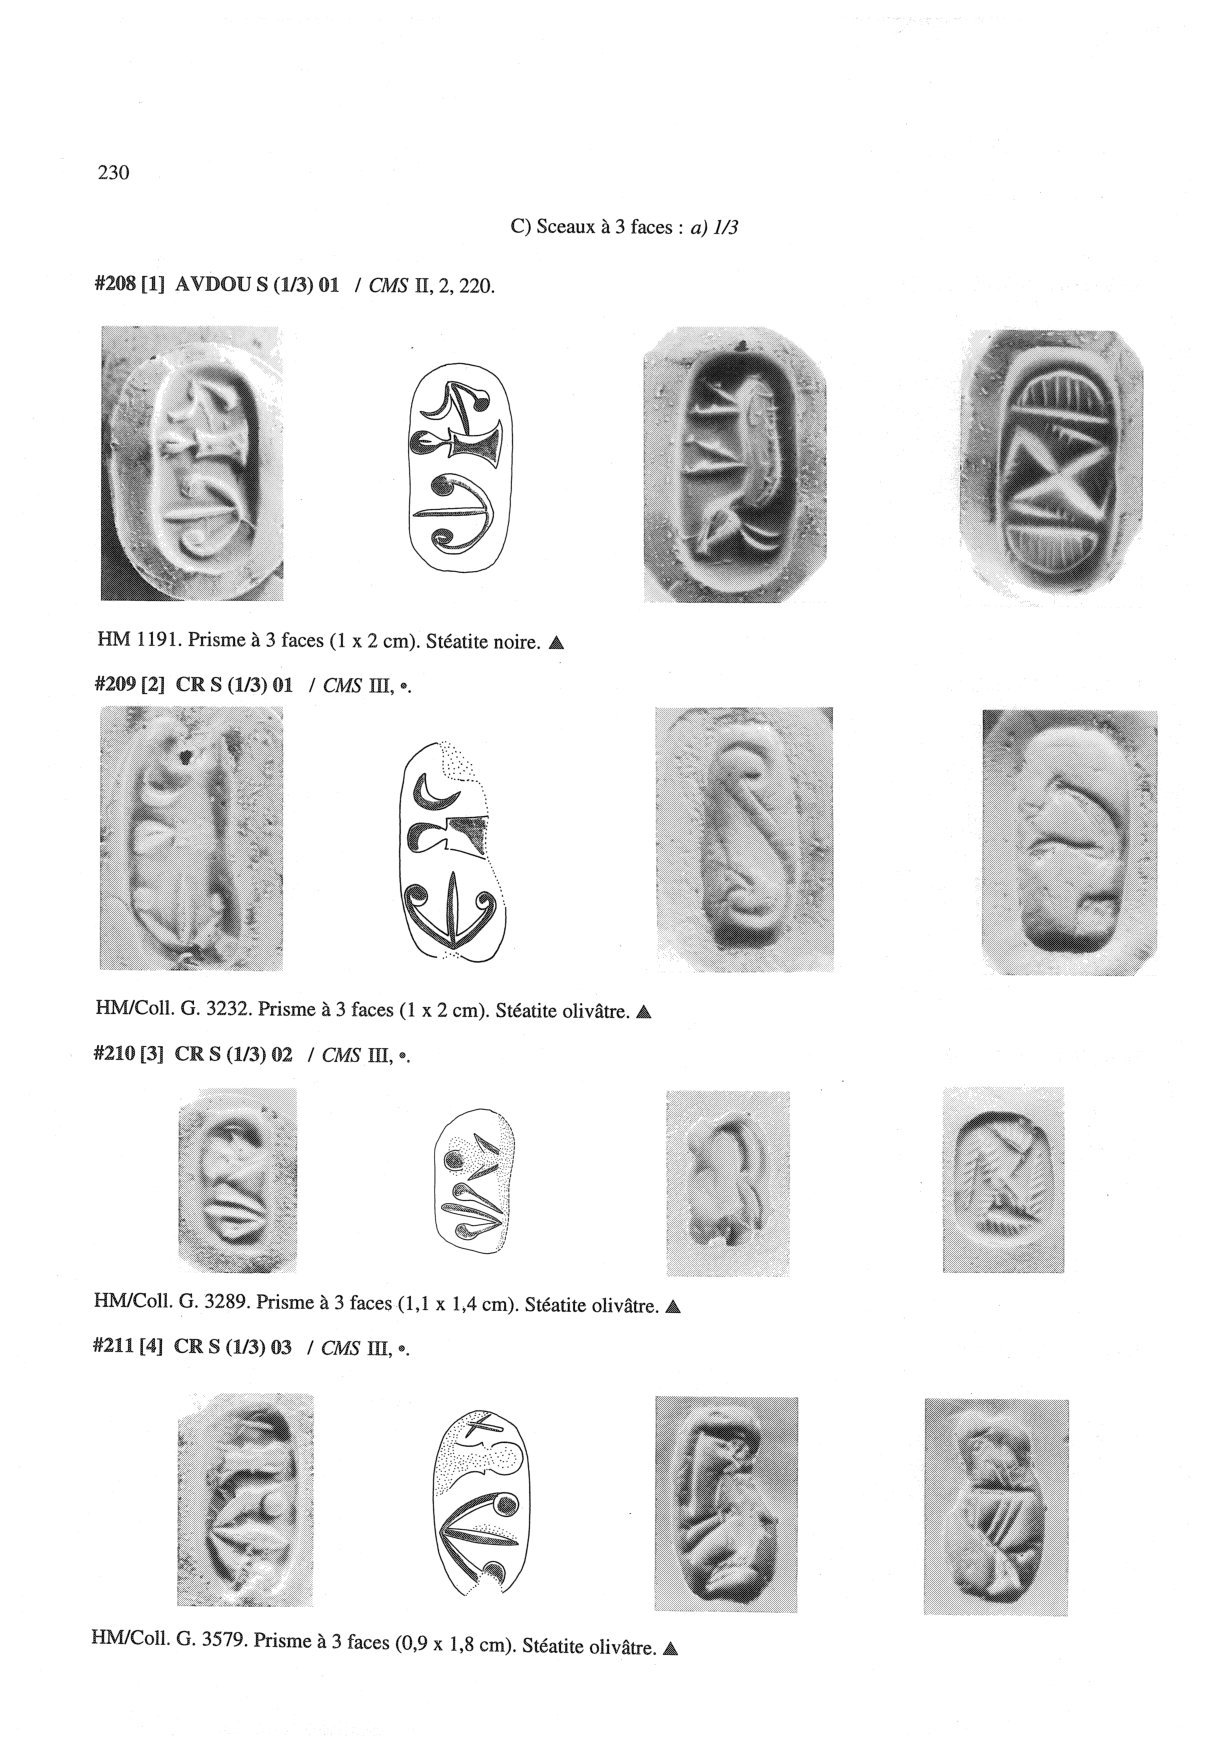 230
C) Sceaux à 3 faces : a) 1/3
#208 [1] AVDOU S (1/3) 01 / CMS II, 2, 220.
HM 1191. Prisme à 3 faces (1 x 2 cm). Stéatite noire. ▲
#209 [2] CR S (1/3) 01 / CMS III, •.
HM/Coll. G. 3232. Prisme à 3 faces (1 x 2 cm). Stéatite olivâtre. ▲
#210 [3] CR S (1/3) 02 / CMS III, •.
HM/Coll. G. 3289. Prisme à 3 faces (1,1 x 1,4 cm). Stéatite olivâtre. ▲
#211 [4] CR S (1/3) 03 / CMS III, •.
HM/Coll. G. 3579. Prisme à 3 faces (0,9 x 1,8 cm). Stéatite olivâtre. ▲